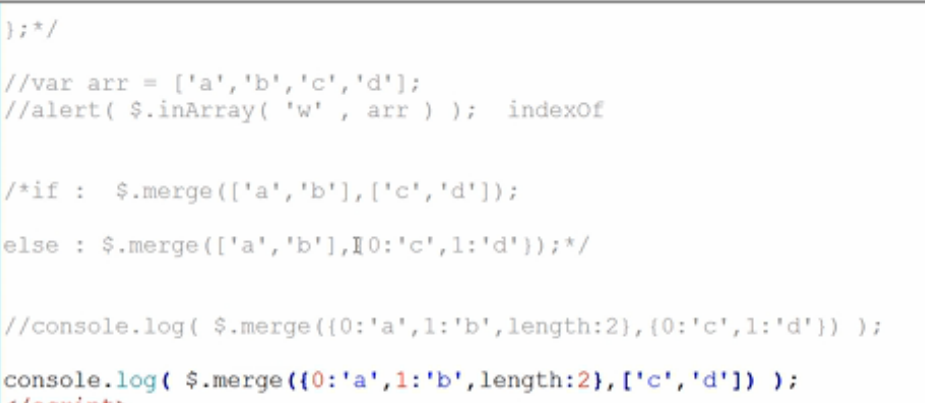 };*/
//var arr = ['a','b','c','d'];
//alert( $.inArray( 'w' , arr ) );  indexOf
/*if :  $.merge(['a','b'],['c','d']);
else : $.merge(['a','b'],{0:'c',1:'d'});*/
//console.log( $.merge({0:'a',1:'b',length:2},{0:'c',1:'d'}) );
console.log( $.merge({0:'a',1:'b',length:2},['c','d']) );